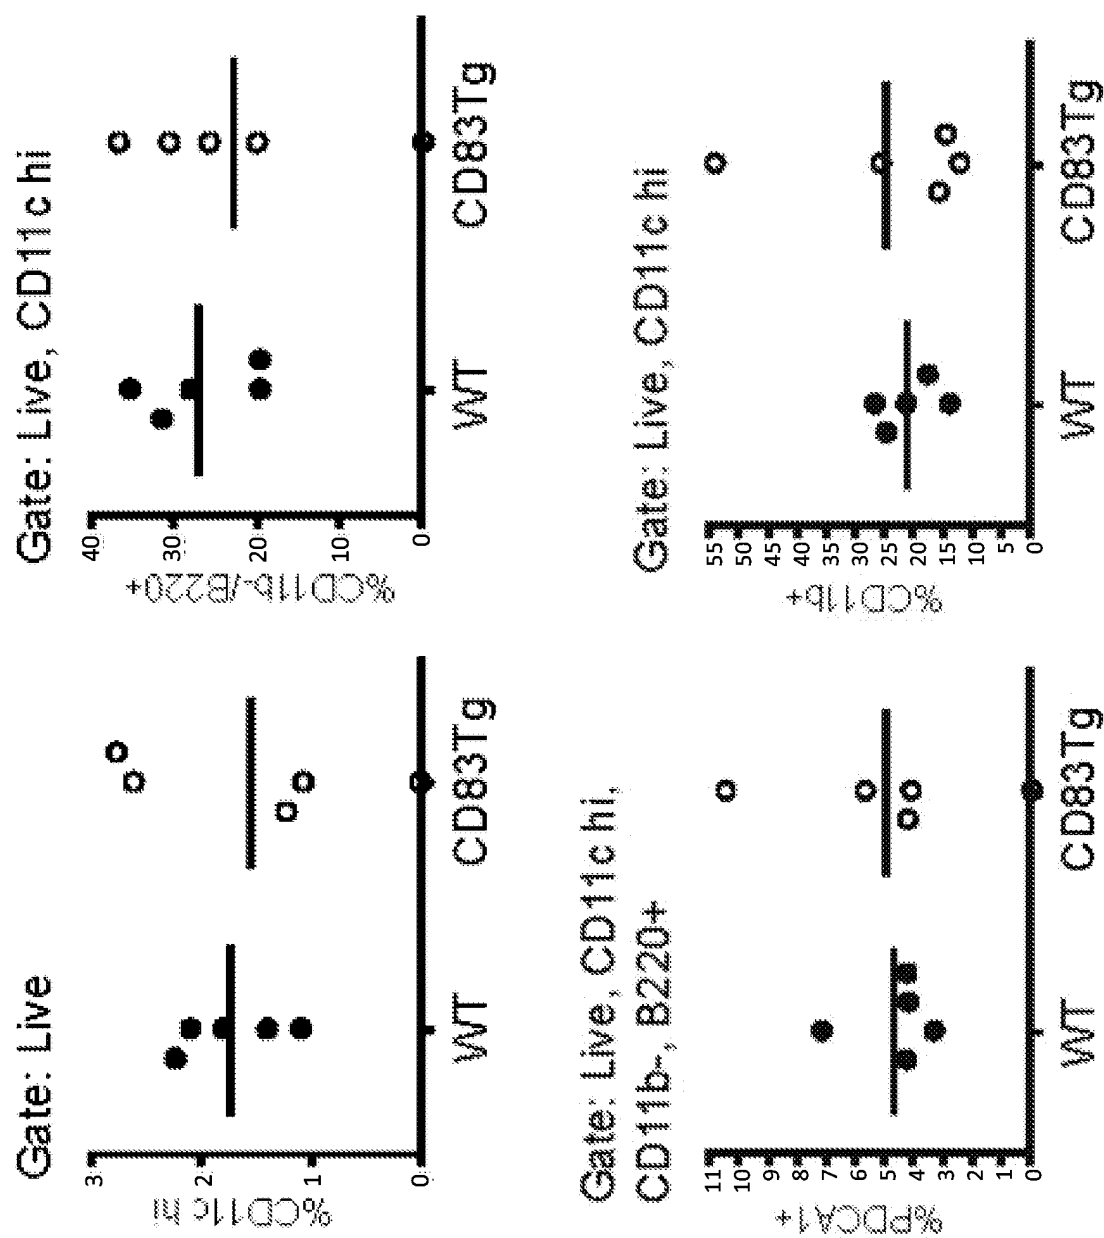 Gate: Live
%CD11c hi
3
2
1
0
WT
CD83Tg
Gate: Live, CD11c hi
%CD11b-/B220+
40
30
20
10
0
WT
CD83Tg
Gate: Live, CD11c hi,
CD11b-, B220+
%PDCA1+
11
10
9
8
7
6
5
4
3
2
1
0
WT
CD83Tg
Gate: Live, CD11c hi
%CD11b+
55
50
45
40
35
30
25
20
15
10
5
0
WT
CD83Tg